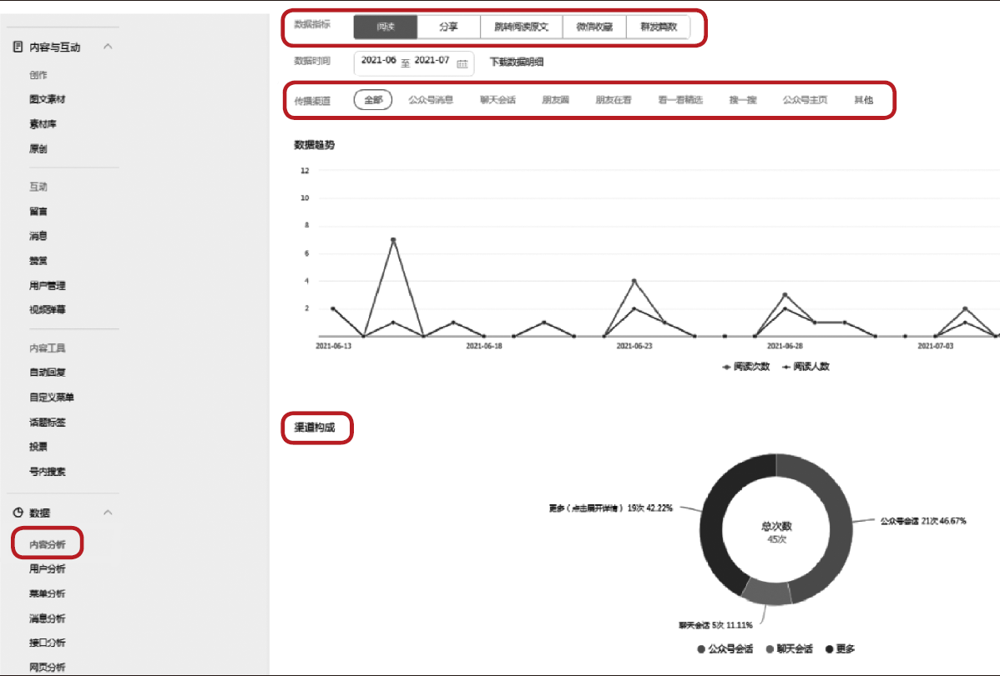 内容与互动
创作
图文素材
素材库
原创
互动
留言
消息
赞赏
用户管理
视频弹幕
内容工具
自动回复
自定义菜单
话题标签
投票
号内搜索
数据
内容分析
用户分析
菜单分析
消息分析
接口分析
网页分析
数据指标 阅读 分享 跳转阅读原文 微信收藏 群发篇数
数据时间 2021-06 至 2021-07 下载数据明细
传播渠道 全部 公众号消息 聊天会话 朋友圈 朋友在看 看一看精选 搜一搜 公众号主页 其他
数据趋势
12
10
8
6
4
2
2021-06-13 2021-06-18 2021-06-23 2021-06-28 2021-07-03
阅读次数 阅读人数
渠道构成
更多（点击展开详情）19次 42.22%
公众号会话 21次 46.67%
总次数
45次
聊天会话 5次 11.11%
公众号会话 聊天会话 更多